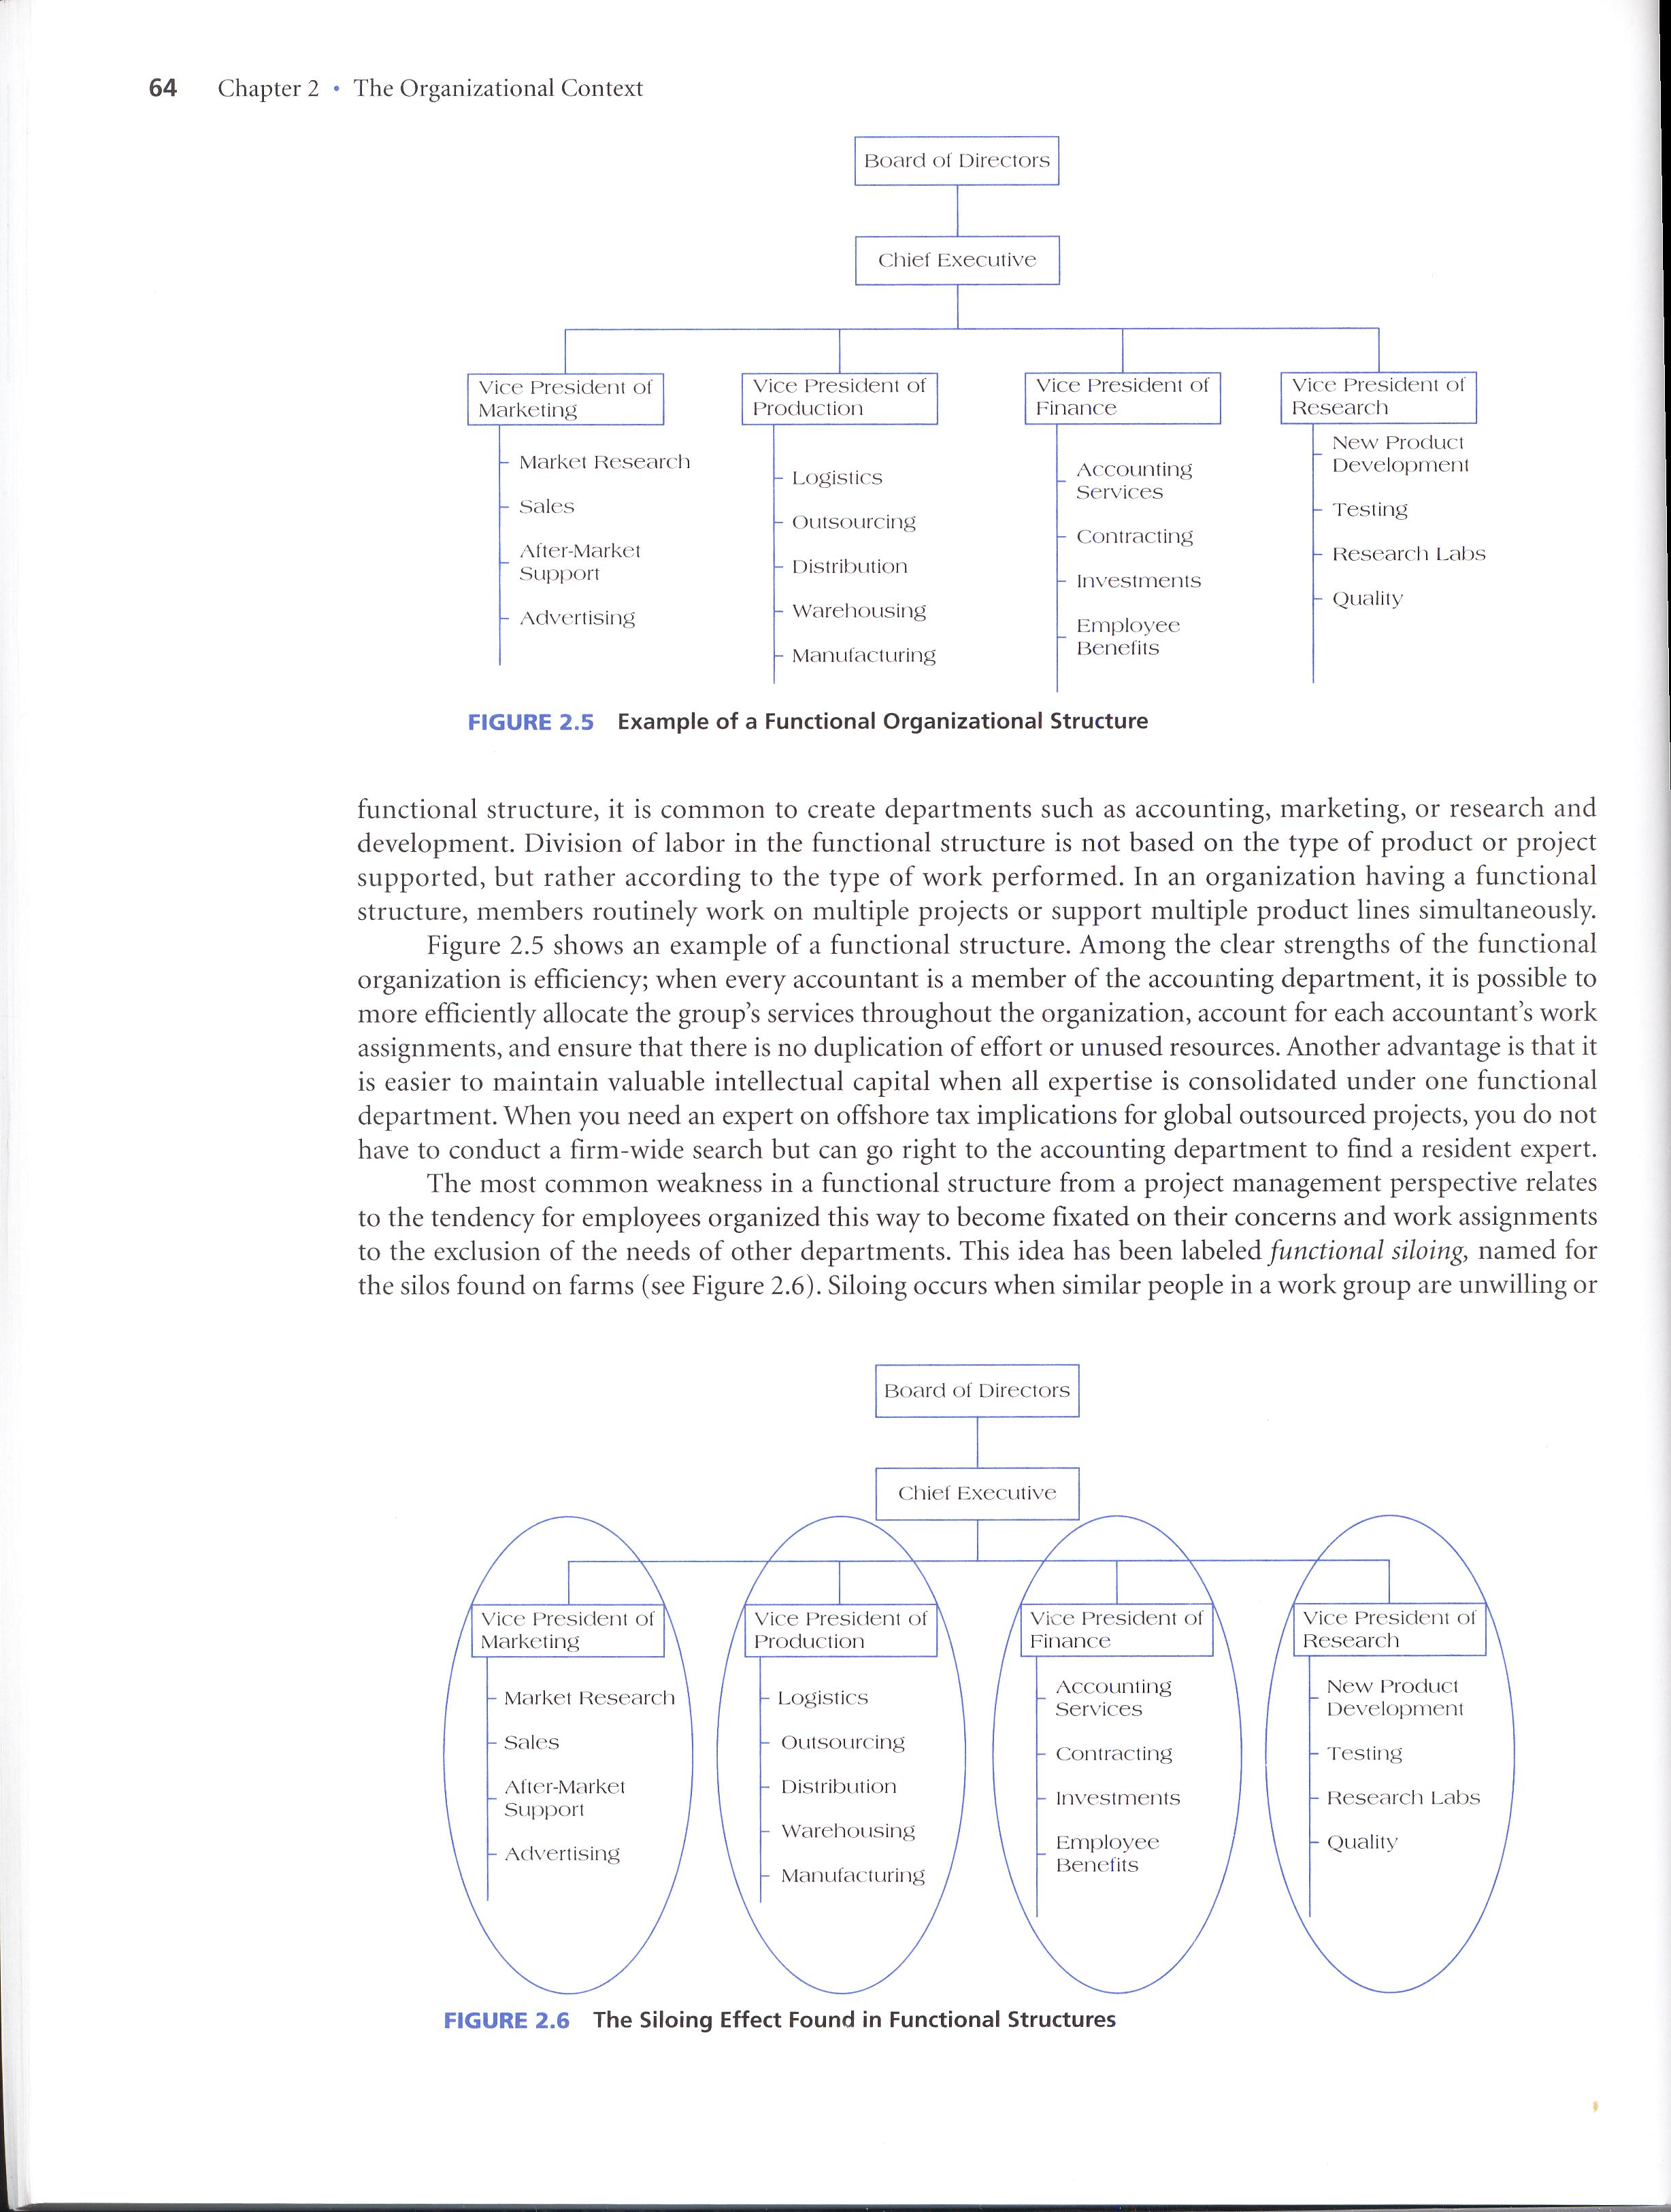 64 Chapter 2 • The Organizational Context
Board of Directors
Chief Executive
Vice President of
Marketing
Market Research
Sales
After-Market
Support
Advertising
Vice President of
Production
Logistics
Outsourcing
Distribution
Warehousing
Manufacturing
Vice President of
Finance
Accounting
Services
Contracting
Investments
Employee
Benefits
Vice President of
Research
New Product
Development
Testing
Research Labs
Quality
FIGURE 2.5 Example of a Functional Organizational Structure
functional structure, it is common to create departments such as accounting, marketing, or research and
development. Division of labor in the functional structure is not based on the type of product or project
supported, but rather according to the type of work performed. In an organization having a functional
structure, members routinely work on multiple projects or support multiple product lines simultaneously.
Figure 2.5 shows an example of a functional structure. Among the clear strengths of the functional
organization is efficiency; when every accountant is a member of the accounting department, it is possible to
more efficiently allocate the group's services throughout the organization, account for each accountant's work
assignments, and ensure that there is no duplication of effort or unused resources. Another advantage is that it
is easier to maintain valuable intellectual capital when all expertise is consolidated under one functional
department. When you need an expert on offshore tax implications for global outsourced projects, you do not
have to conduct a firm-wide search but can go right to the accounting department to find a resident expert.
The most common weakness in a functional structure from a project management perspective relates
to the tendency for employees organized this way to become fixated on their concerns and work assignments
to the exclusion of the needs of other departments. This idea has been labeled functional siloing, named for
the silos found on farms (see Figure 2.6). Siloing occurs when similar people in a work group are unwilling or
Board of Directors
Chief Executive
Vice President of
Marketing
Market Research
Sales
After-Market
Support
Advertising
Vice President of
Production
Logistics
Outsourcing
Distribution
Warehousing
Manufacturing
Vice President of
Finance
Accounting
Services
Contracting
Investments
Employee
Benefits
Vice President of
Research
New Product
Development
Testing
Research Labs
Quality
FIGURE 2.6 The Siloing Effect Found in Functional Structures